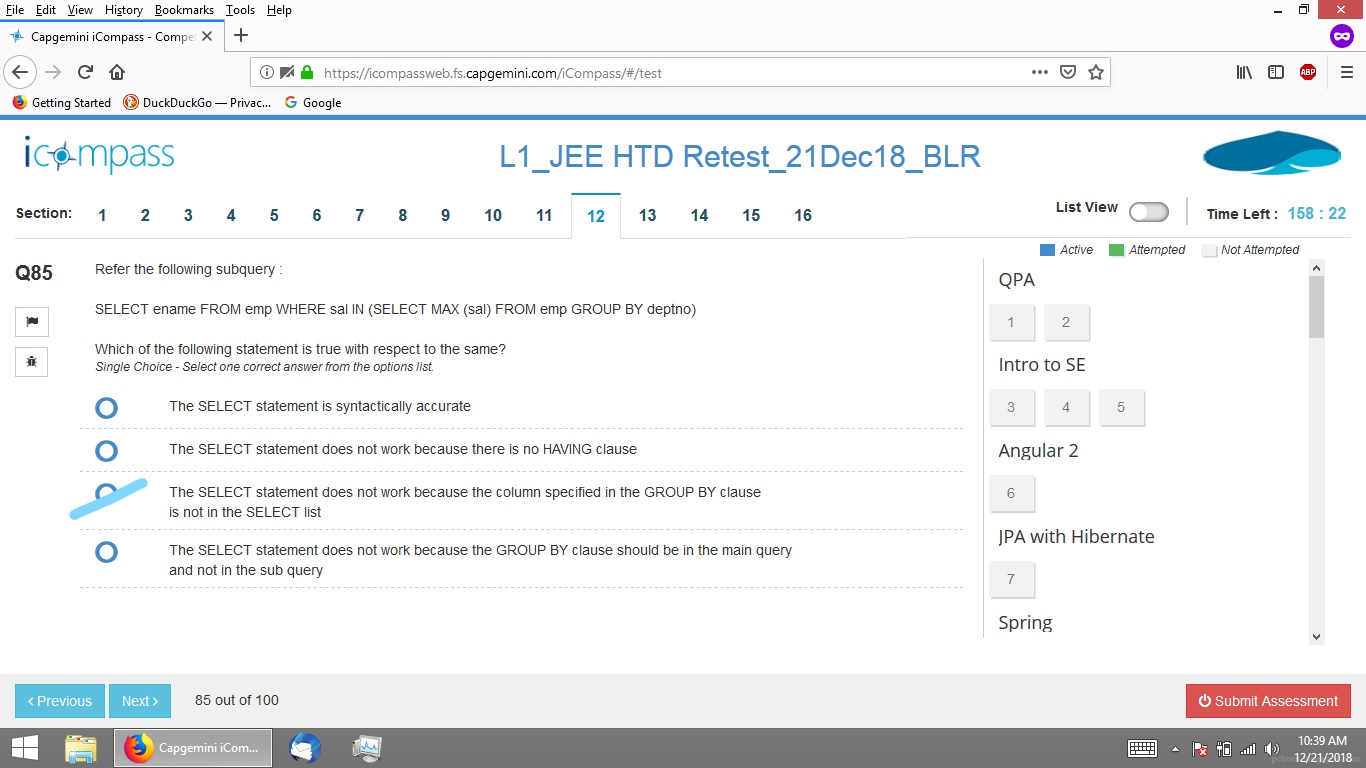 File Edit View History Bookmarks Tools Help
Capgemini iCompass - Compe
https://icompassweb.fs.capgemini.com/iCompass/#/test
ABP
Getting Started DuckDuckGo — Privac... Google
icompass
L1_JEE HTD Retest_21Dec18_BLR
Section: 1 2 3 4 5 6 7 8 9 10 11 12 13 14 15 16
List View
Time Left : 158 : 22
Active Attempted Not Attempted
Q85
Refer the following subquery :
SELECT ename FROM emp WHERE sal IN (SELECT MAX (sal) FROM emp GROUP BY deptno)
Which of the following statement is true with respect to the same?
Single Choice - Select one correct answer from the options list.
The SELECT statement is syntactically accurate
The SELECT statement does not work because there is no HAVING clause
The SELECT statement does not work because the column specified in the GROUP BY clause
is not in the SELECT list
The SELECT statement does not work because the GROUP BY clause should be in the main query
and not in the sub query
QPA
1 2
Intro to SE
3 4 5
Angular 2
6
JPA with Hibernate
7
Spring
Previous Next 85 out of 100
Submit Assessment
Capgemini iCom...
10:39 AM
12/21/2018